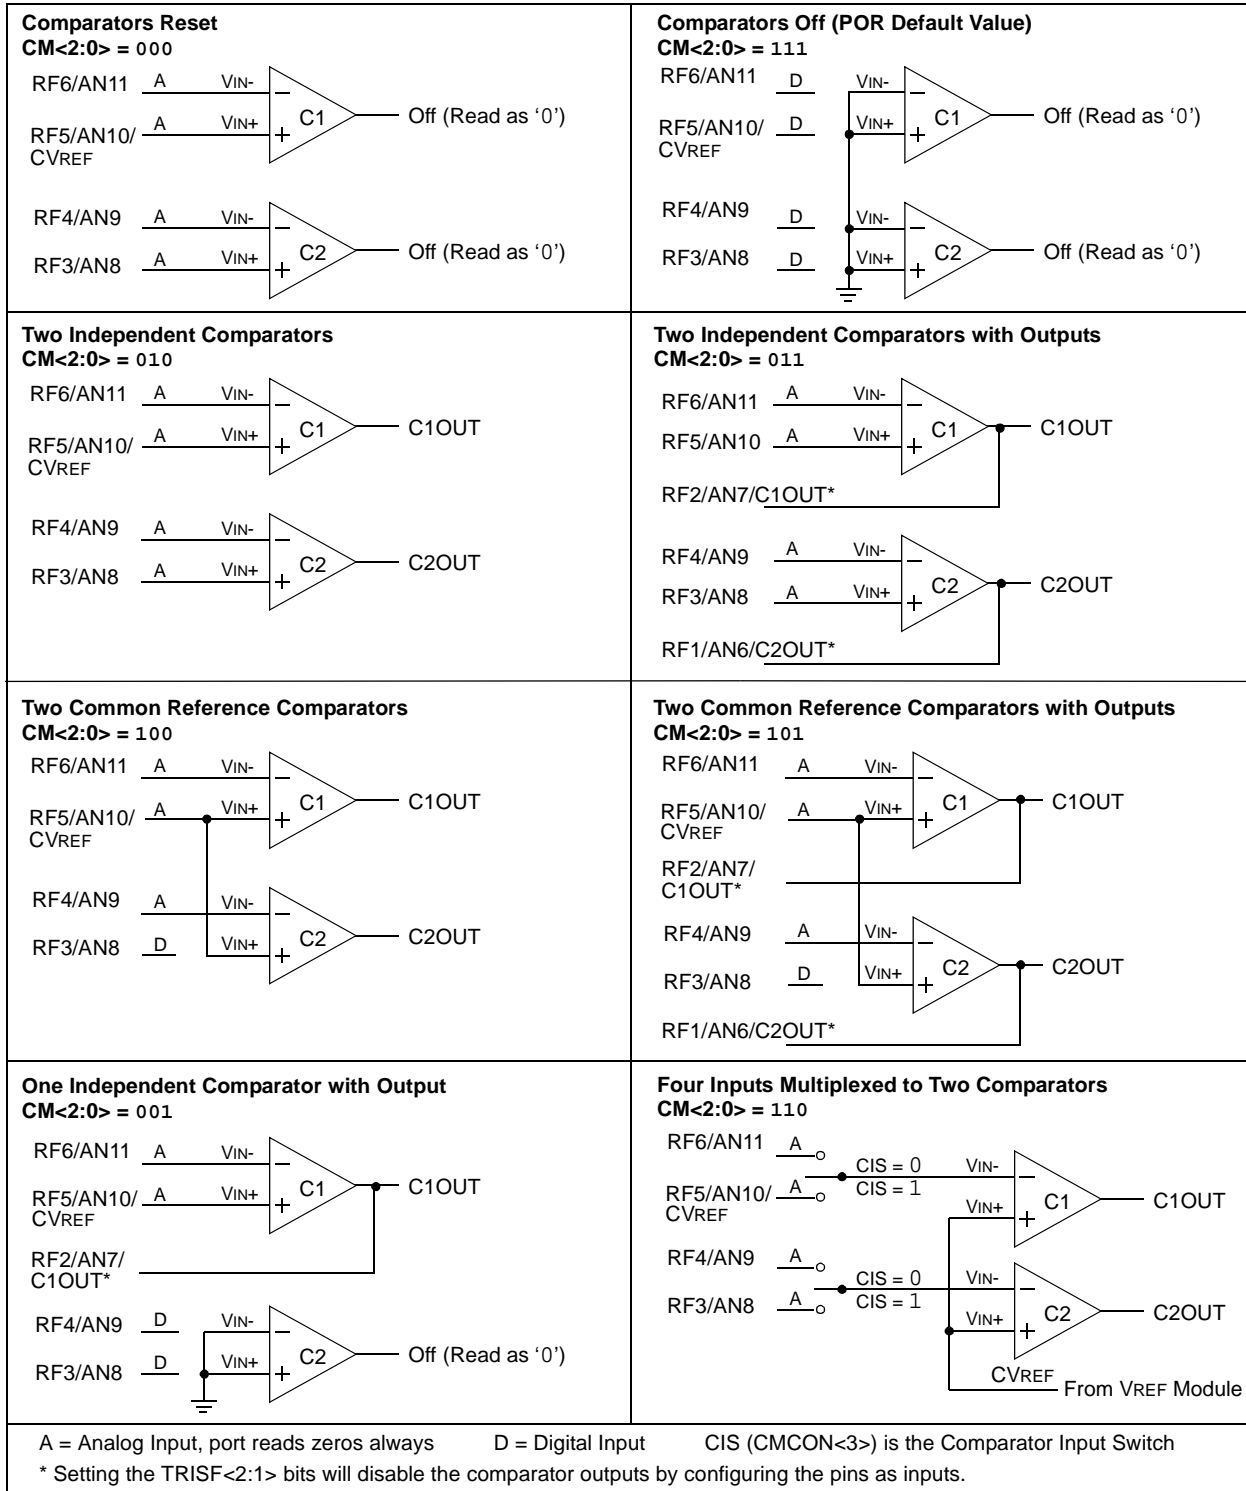 Comparators Reset
CM<2:0> = 000
RF6/AN11 A VIN-
C1 Off (Read as '0')
RF5/AN10/ A VIN+
CVREF
RF4/AN9 A VIN-
C2 Off (Read as '0')
RF3/AN8 A VIN+
Comparators Off (POR Default Value)
CM<2:0> = 111
RF6/AN11 D VIN-
C1 Off (Read as '0')
RF5/AN10/ D VIN+
CVREF
RF4/AN9 D VIN-
C2 Off (Read as '0')
RF3/AN8 D VIN+
Two Independent Comparators
CM<2:0> = 010
RF6/AN11 A VIN-
C1 C1OUT
RF5/AN10/ A VIN+
CVREF
RF4/AN9 A VIN-
C2 C2OUT
RF3/AN8 A VIN+
Two Independent Comparators with Outputs
CM<2:0> = 011
RF6/AN11 A VIN-
C1 C1OUT
RF5/AN10 A VIN+
RF2/AN7/C1OUT*
RF4/AN9 A VIN-
C2 C2OUT
RF3/AN8 A VIN+
RF1/AN6/C2OUT*
Two Common Reference Comparators
CM<2:0> = 100
RF6/AN11 A VIN-
C1 C1OUT
RF5/AN10/ A VIN+
CVREF
RF4/AN9 A VIN-
C2 C2OUT
RF3/AN8 D VIN+
Two Common Reference Comparators with Outputs
CM<2:0> = 101
RF6/AN11 A VIN-
C1 C1OUT
RF5/AN10/ A VIN+
CVREF
RF2/AN7/
C1OUT*
RF4/AN9 A VIN-
C2 C2OUT
RF3/AN8 D VIN+
RF1/AN6/C2OUT*
One Independent Comparator with Output
CM<2:0> = 001
RF6/AN11 A VIN-
C1 C1OUT
RF5/AN10/ A VIN+
CVREF
RF2/AN7/
C1OUT*
RF4/AN9 D VIN-
C2 Off (Read as '0')
RF3/AN8 D VIN+
Four Inputs Multiplexed to Two Comparators
CM<2:0> = 110
RF6/AN11 A
CIS = 0 VIN-
RF5/AN10/ A CIS = 1
CVREF
VIN+ C1 C1OUT
RF4/AN9 A
CIS = 0 VIN-
RF3/AN8 A CIS = 1
VIN+ C2 C2OUT
CVREF
From VREF Module
A = Analog Input, port reads zeros always D = Digital Input CIS (CMCON<3>) is the Comparator Input Switch
* Setting the TRISF<2:1> bits will disable the comparator outputs by configuring the pins as inputs.